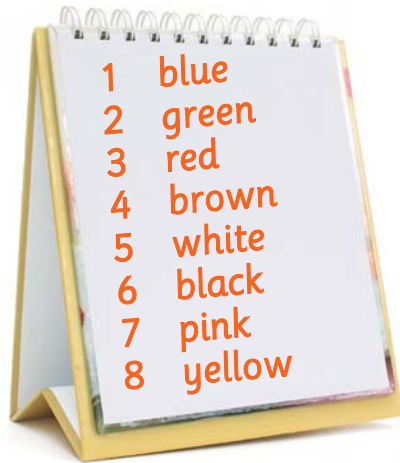 1 blue
2 green
3 red
4 brown
5 white
6 black
7 pink
8 yellow